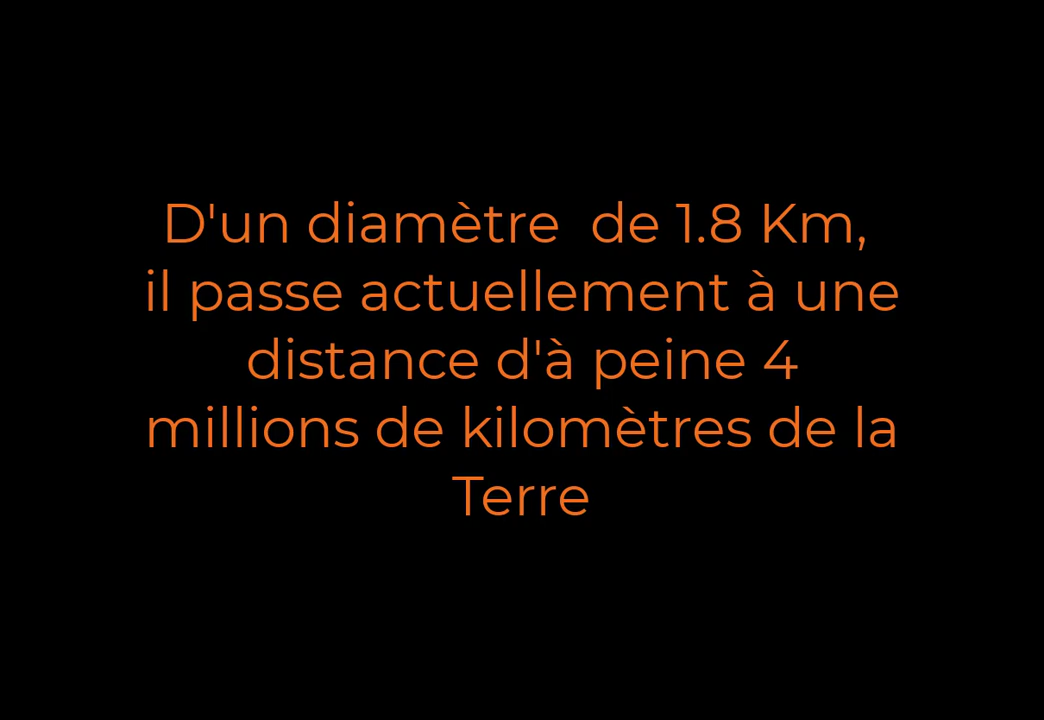 D'un diamètre  de 1.8 Km,
il passe actuellement à une
distance d'à peine 4
millions de kilomètres de la
Terre